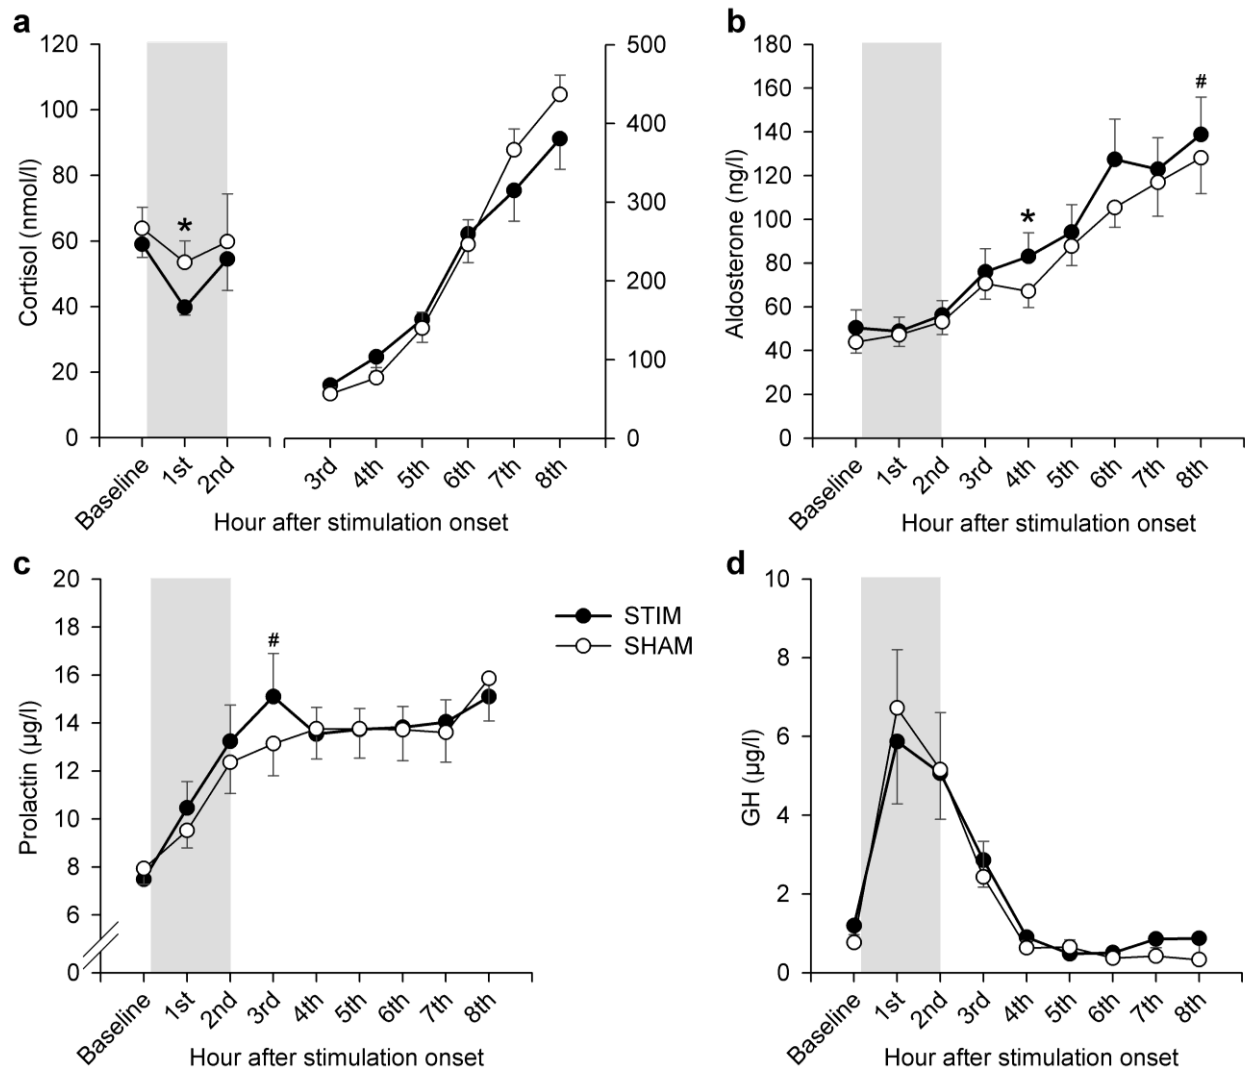 a
120
100
80
60
40
20
0
Cortisol (nmol/l)
*
500
400
300
200
100
0
Baseline
1st
2nd
3rd
4th
5th
6th
7th
8th
Hour after stimulation onset
b
180
160
140
120
100
80
60
40
20
0
Aldosterone (ng/l)
*
#
Baseline
1st
2nd
3rd
4th
5th
6th
7th
8th
Hour after stimulation onset
c
20
18
16
14
12
10
8
6
0
Prolactin (µg/l)
#
Baseline
1st
2nd
3rd
4th
5th
6th
7th
8th
Hour after stimulation onset
STIM
SHAM
d
10
8
6
4
2
0
GH (µg/l)
Baseline
1st
2nd
3rd
4th
5th
6th
7th
8th
Hour after stimulation onset